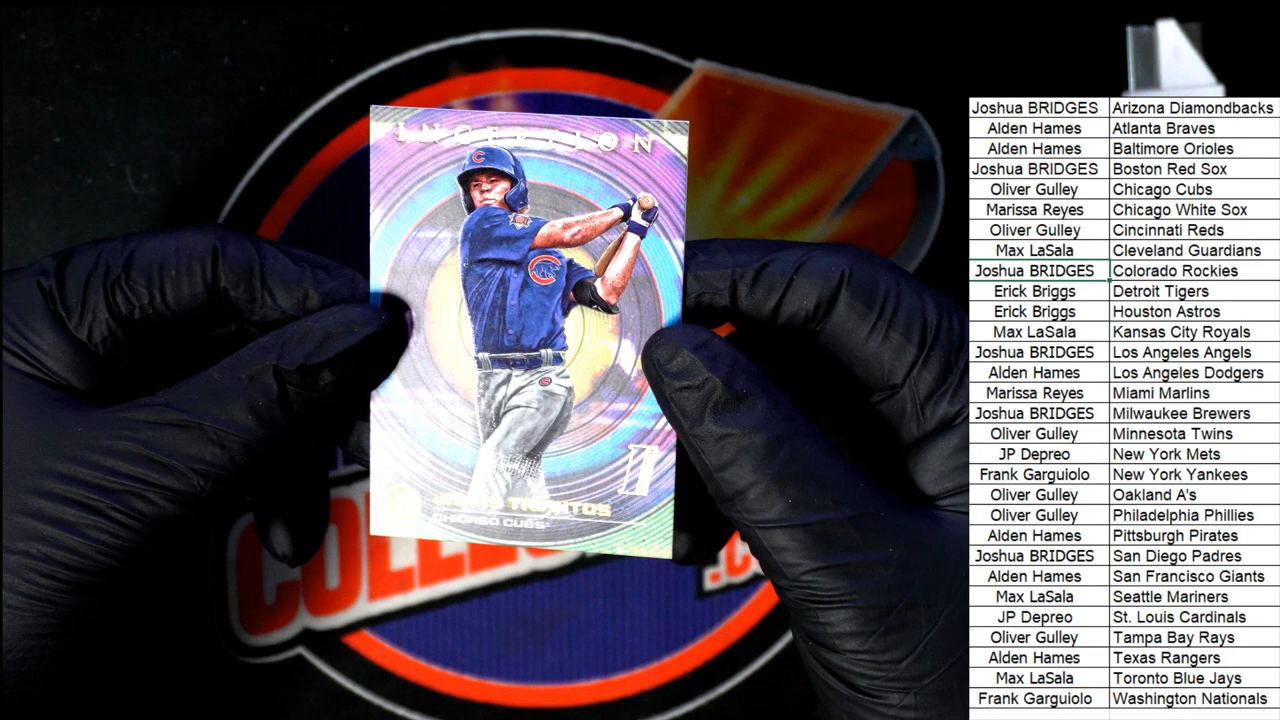 INCEPTION
C
C
TRIANTOS
CHICAGO CUBS
COLLE
.C
Joshua BRIDGES Arizona Diamondbacks
Alden Hames Atlanta Braves
Alden Hames Baltimore Orioles
Joshua BRIDGES Boston Red Sox
Oliver Gulley Chicago Cubs
Marissa Reyes Chicago White Sox
Oliver Gulley Cincinnati Reds
Max LaSala Cleveland Guardians
Joshua BRIDGES Colorado Rockies
Erick Briggs Detroit Tigers
Erick Briggs Houston Astros
Max LaSala Kansas City Royals
Joshua BRIDGES Los Angeles Angels
Alden Hames Los Angeles Dodgers
Marissa Reyes Miami Marlins
Joshua BRIDGES Milwaukee Brewers
Oliver Gulley Minnesota Twins
JP Depreo New York Mets
Frank Garguiolo New York Yankees
Oliver Gulley Oakland A's
Oliver Gulley Philadelphia Phillies
Alden Hames Pittsburgh Pirates
Joshua BRIDGES San Diego Padres
Alden Hames San Francisco Giants
Max LaSala Seattle Mariners
JP Depreo St. Louis Cardinals
Oliver Gulley Tampa Bay Rays
Alden Hames Texas Rangers
Max LaSala Toronto Blue Jays
Frank Garguiolo Washington Nationals